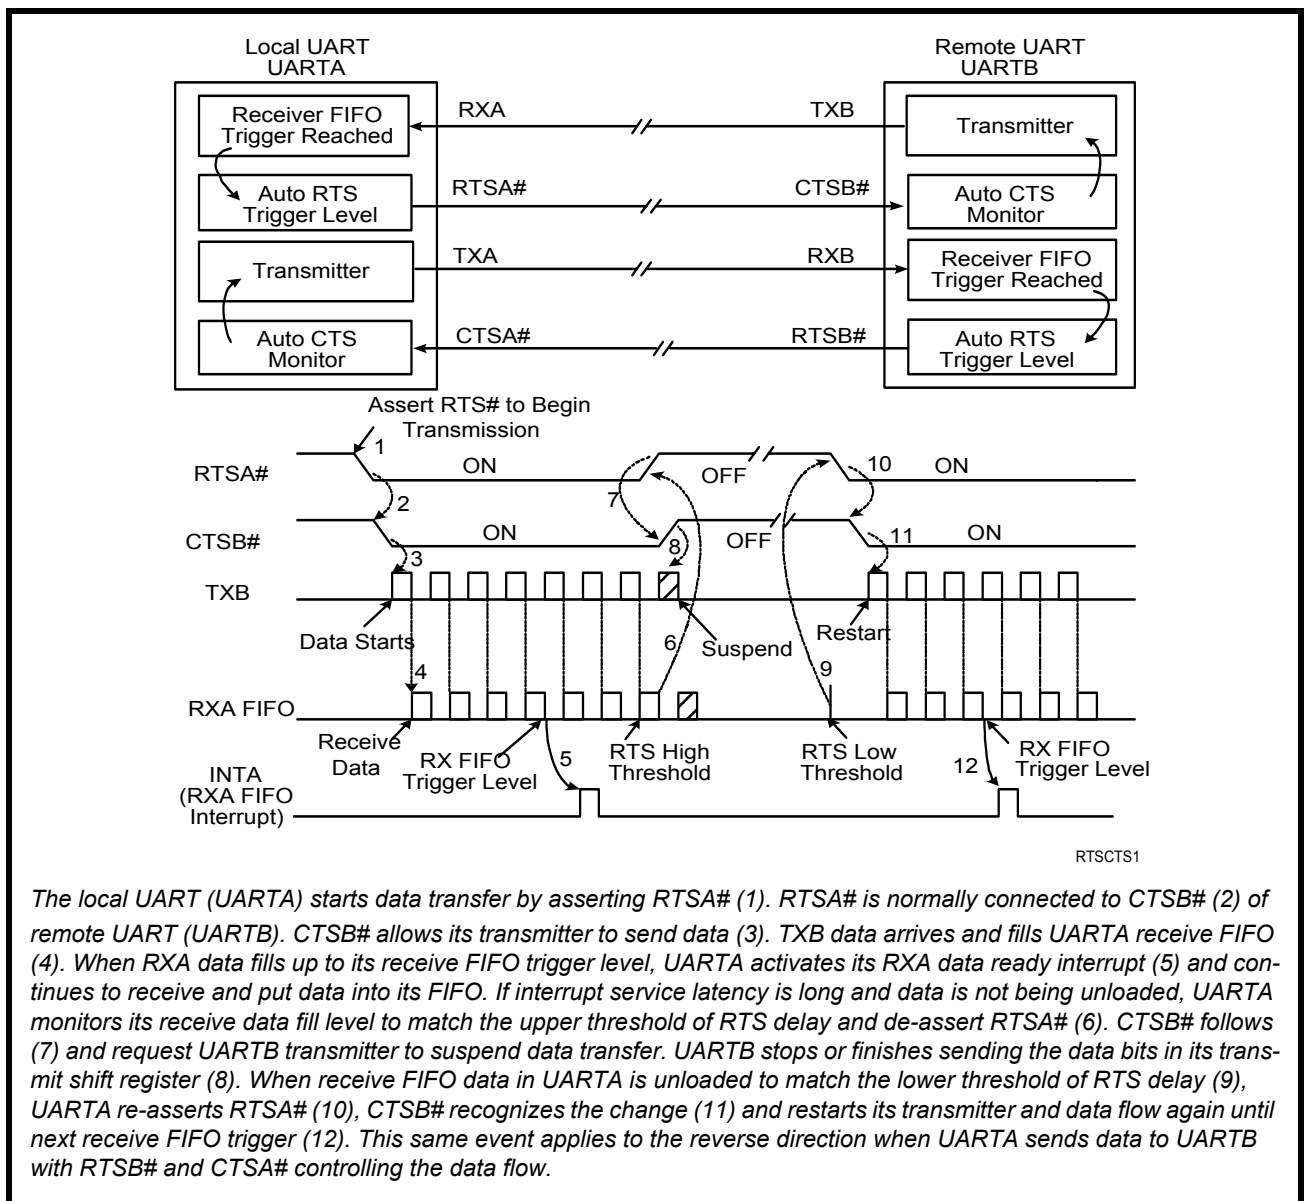 Local UART
UARTA
Remote UART
UARTB
Receiver FIFO
Trigger Reached
RXA
TXB
Transmitter
Auto RTS
Trigger Level
RTSA#
CTSB#
Auto CTS
Monitor
Transmitter
TXA
RXB
Receiver FIFO
Trigger Reached
Auto CTS
Monitor
CTSA#
RTSB#
Auto RTS
Trigger Level
Assert RTS# to Begin
Transmission
1
RTSA#
ON
OFF
10
ON
2
7
CTSB#
ON
OFF
11
ON
3
8
TXB
Data Starts
6
Suspend
Restart
4
9
RXA FIFO
Receive
Data
RX FIFO
Trigger Level
5
RTS High
Threshold
RTS Low
Threshold
12
RX FIFO
Trigger Level
INTA
(RXA FIFO
Interrupt)
RTSCTS1
The local UART (UARTA) starts data transfer by asserting RTSA# (1). RTSA# is normally connected to CTSB# (2) of
remote UART (UARTB). CTSB# allows its transmitter to send data (3). TXB data arrives and fills UARTA receive FIFO
(4). When RXA data fills up to its receive FIFO trigger level, UARTA activates its RXA data ready interrupt (5) and con-
tinues to receive and put data into its FIFO. If interrupt service latency is long and data is not being unloaded, UARTA
monitors its receive data fill level to match the upper threshold of RTS delay and de-assert RTSA# (6). CTSB# follows
(7) and request UARTB transmitter to suspend data transfer. UARTB stops or finishes sending the data bits in its trans-
mit shift register (8). When receive FIFO data in UARTA is unloaded to match the lower threshold of RTS delay (9),
UARTA re-asserts RTSA# (10), CTSB# recognizes the change (11) and restarts its transmitter and data flow again until
next receive FIFO trigger (12). This same event applies to the reverse direction when UARTA sends data to UARTB
with RTSB# and CTSA# controlling the data flow.